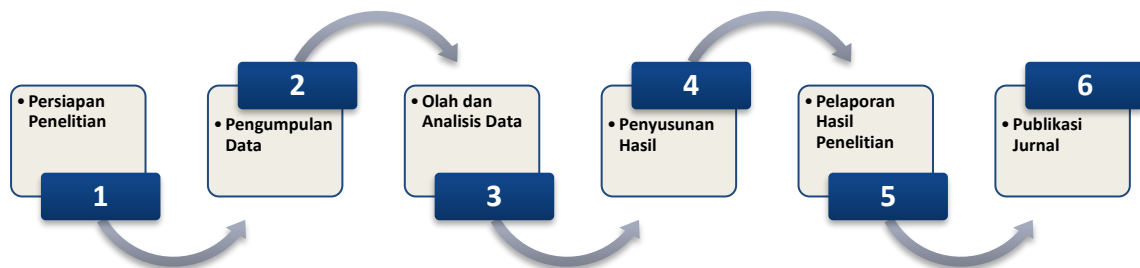 • Persiapan
Penelitian
1
2
• Pengumpulan
Data
• Olah dan
Analisis Data
3
4
• Penyusunan
Hasil
• Pelaporan
Hasil
Penelitian
5
6
• Publikasi
Jurnal